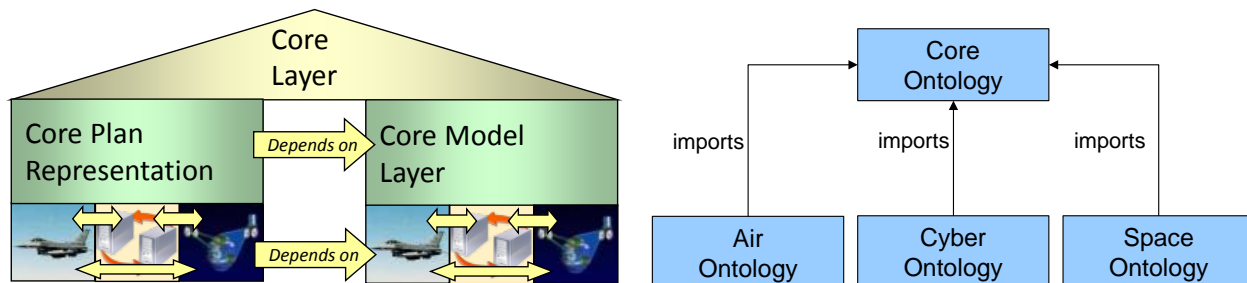 Core
Layer
Core Plan
Representation
Depends on
Core Model
Layer
Depends on
Core
Ontology
imports
imports
imports
Air
Ontology
Cyber
Ontology
Space
Ontology